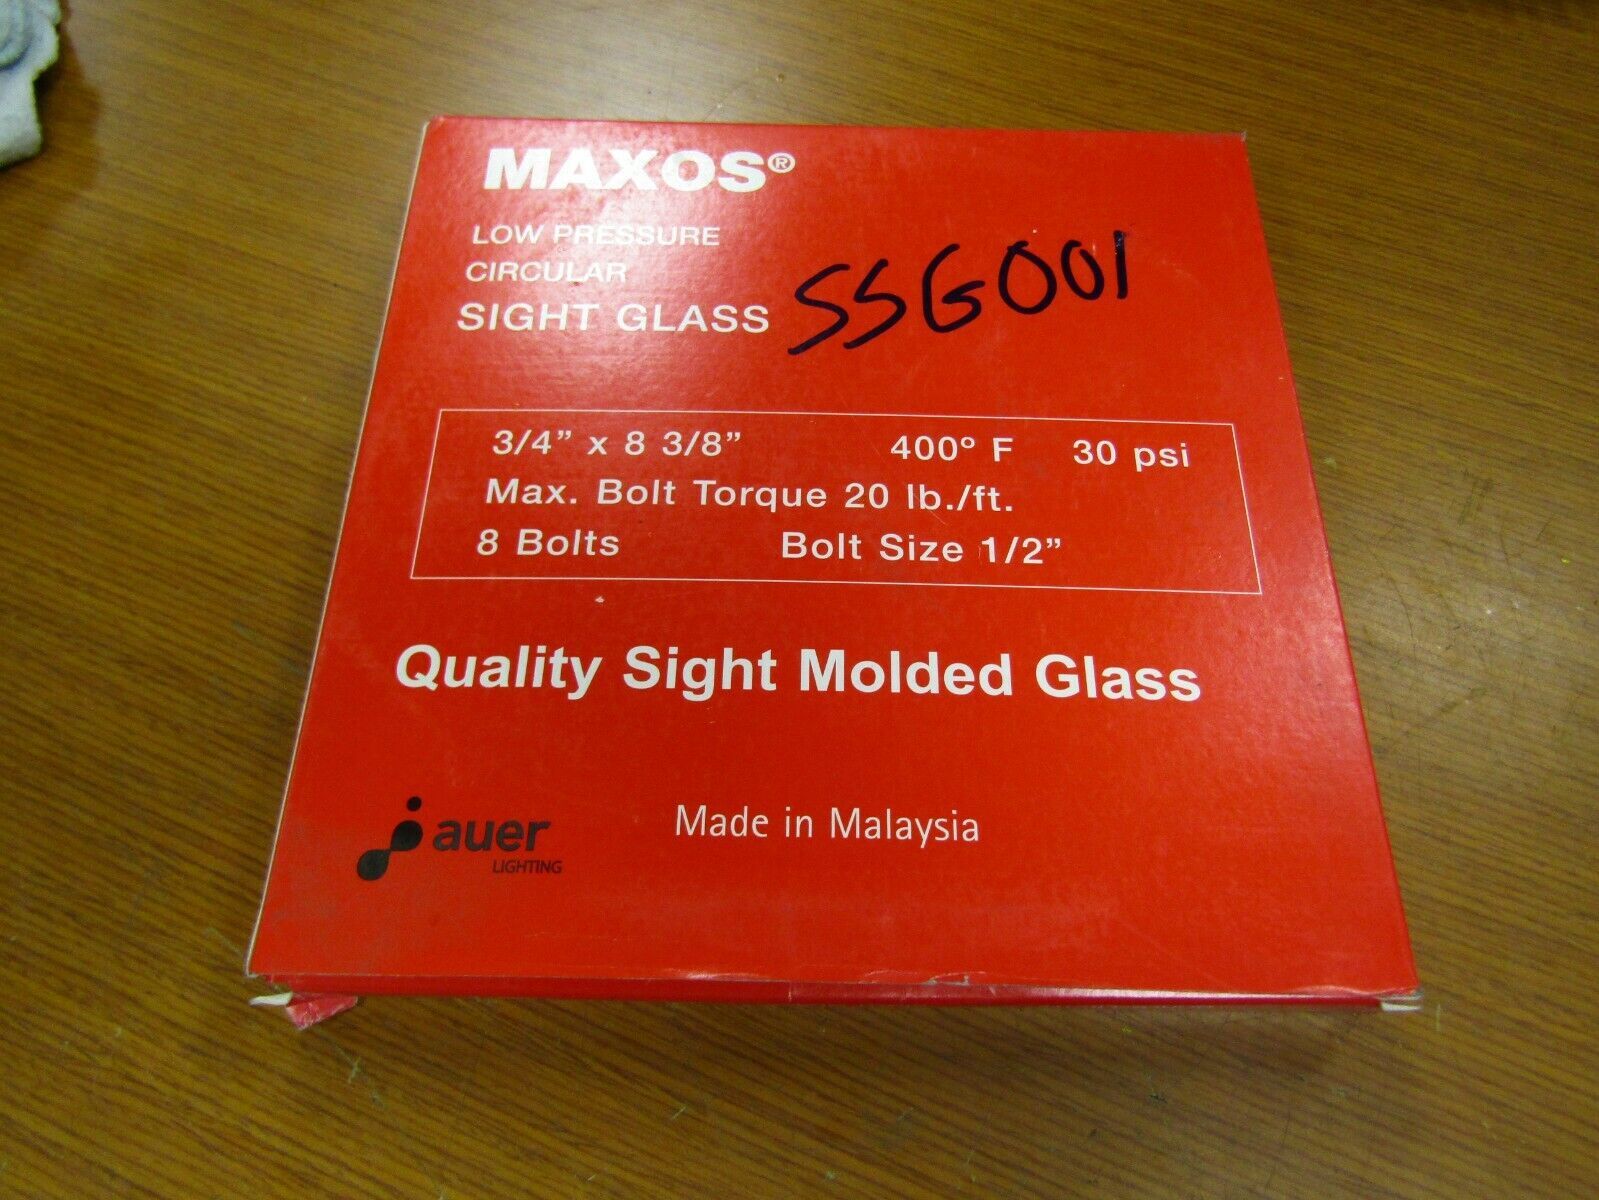 MAXOS®
LOW PRESSURE
CIRCULAR
SIGHT GLASS
SSG001
3/4” x 8 3/8” 400º F 30 psi
Max. Bolt Torque 20 lb./ft.
8 Bolts Bolt Size 1/2”
Quality Sight Molded Glass
auer
LIGHTING
Made in Malaysia